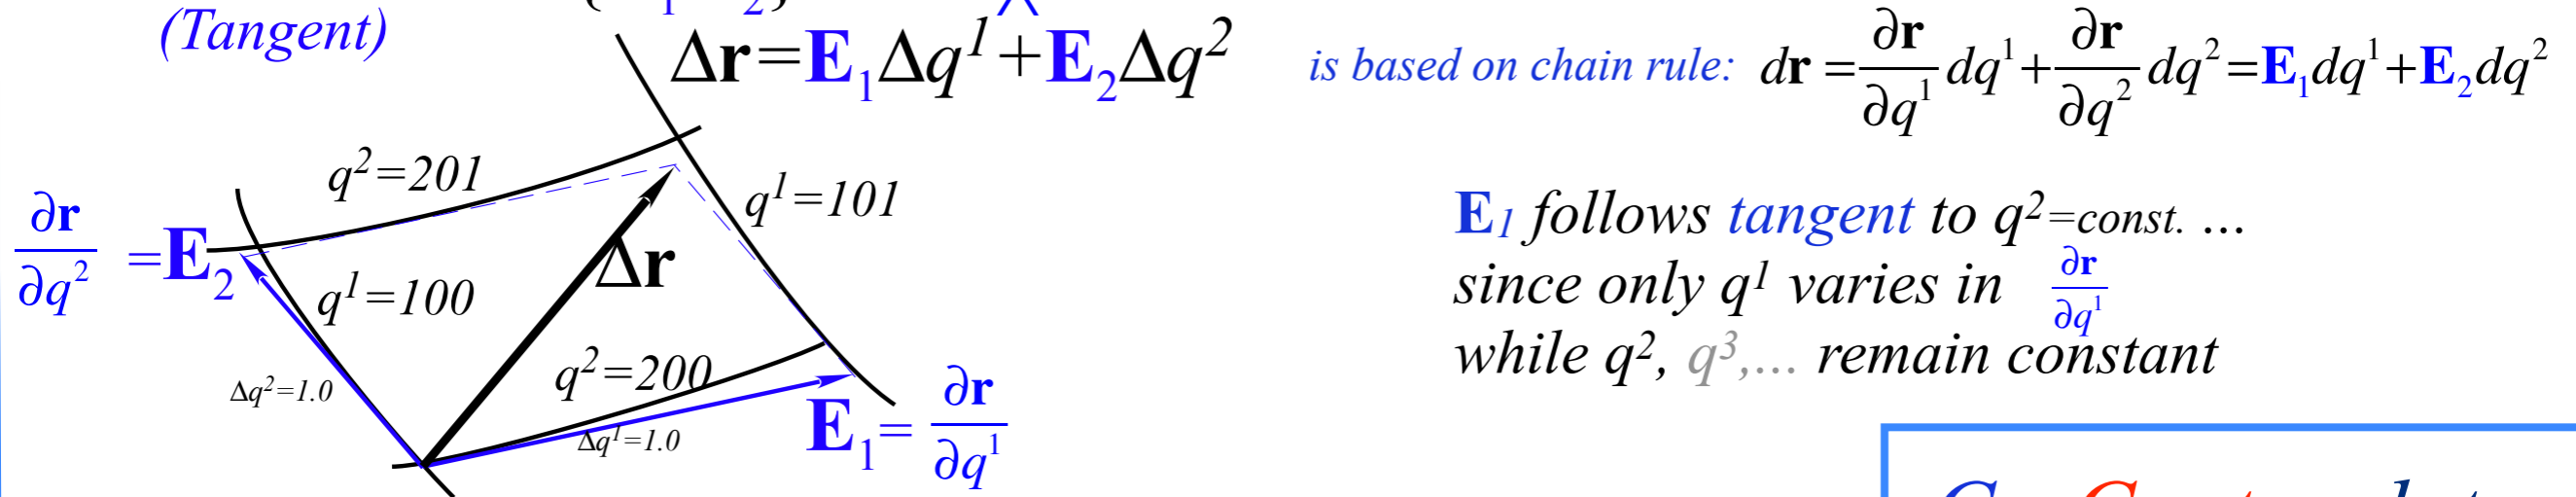 (Tangent)
Δr=E₁Δq¹+E₂Δq²
is based on chain rule: dr = ∂r/∂q¹ dq¹ + ∂r/∂q² dq² = E₁dq¹+E₂dq²
q²=201
q¹=101
∂r/∂q² =E₂
Δr
q¹=100
q²=200
Δq²=1.0
Δq¹=1.0
E₁= ∂r/∂q¹
E₁ follows tangent to q²=const. ...
since only q¹ varies in ∂r/∂q¹
while q², q³,... remain constant